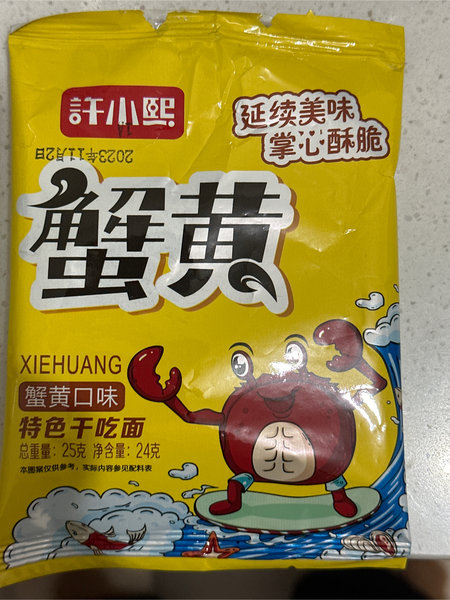 許小熙
延续美味
掌心酥脆
2023年11月2日
蟹黄
XIEHUANG
蟹黄口味
特色干吃面
总重量：25克 净含量：24克
本图案仅供参考，实际内容参见配料表